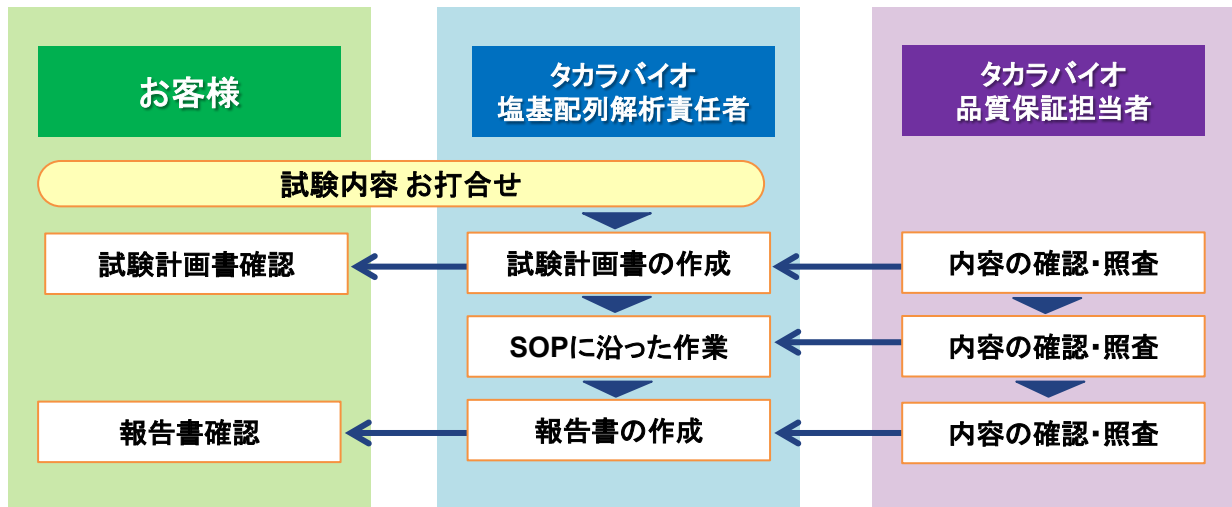 お客様
タカラバイオ
塩基配列解析責任者
タカラバイオ
品質保証担当者
試験内容 お打合せ
試験計画書確認
試験計画書の作成
内容の確認・照査
SOPに沿った作業
内容の確認・照査
報告書確認
報告書の作成
内容の確認・照査